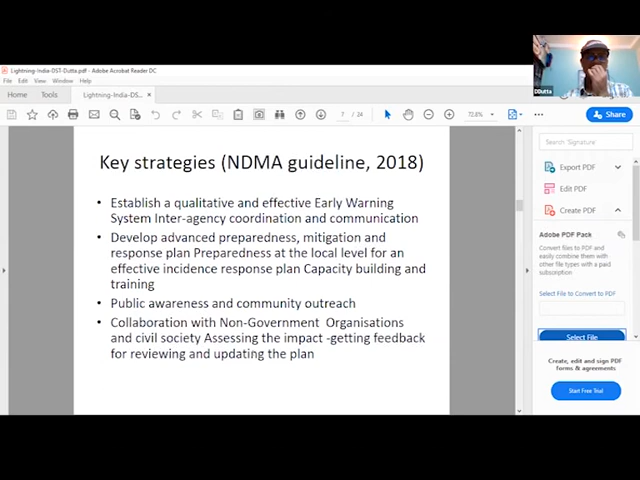 Lightning-India-DST-Dutta.pdf - Adobe Acrobat Reader DC
File Edit View Window Help
Home Tools Lightning-India-DS... ×
7 / 24 72.8% Share
Key strategies (NDMA guideline, 2018)
• Establish a qualitative and effective Early Warning
System Inter-agency coordination and communication
• Develop advanced preparedness, mitigation and
response plan Preparedness at the local level for an
effective incidence response plan Capacity building and
training
• Public awareness and community outreach
• Collaboration with Non-Government Organisations
and civil society Assessing the impact -getting feedback
for reviewing and updating the plan
DDutta
Search 'Signature
Export PDF
Edit PDF
Create PDF
Adobe PDF Pack
Convert files to PDF and
easily combine them with
other file types with a paid
subscription
Select File to Convert to PDF
Select File
Create, edit and sign PDF
forms & agreements
Start Free Trial